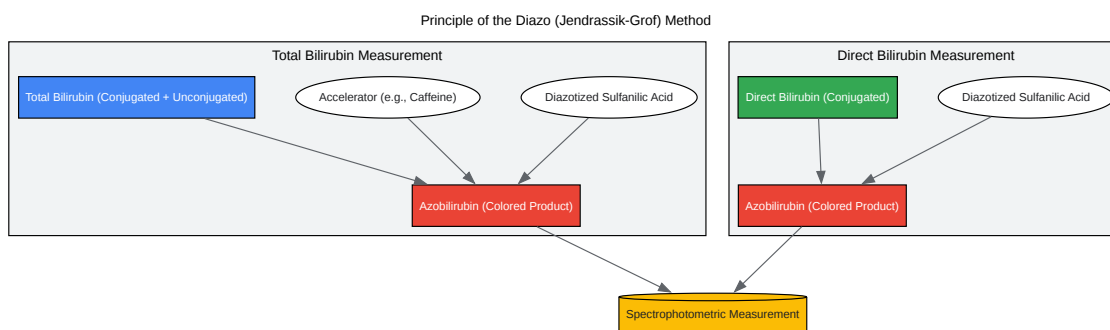 Principle of the Diazo (Jendrassik-Grof) Method
Total Bilirubin Measurement
Direct Bilirubin Measurement
Total Bilirubin (Conjugated + Unconjugated)
Accelerator (e.g., Caffeine)
Diazotized Sulfanilic Acid
Direct Bilirubin (Conjugated)
Diazotized Sulfanilic Acid
Azobilirubin (Colored Product)
Azobilirubin (Colored Product)
Spectrophotometric Measurement